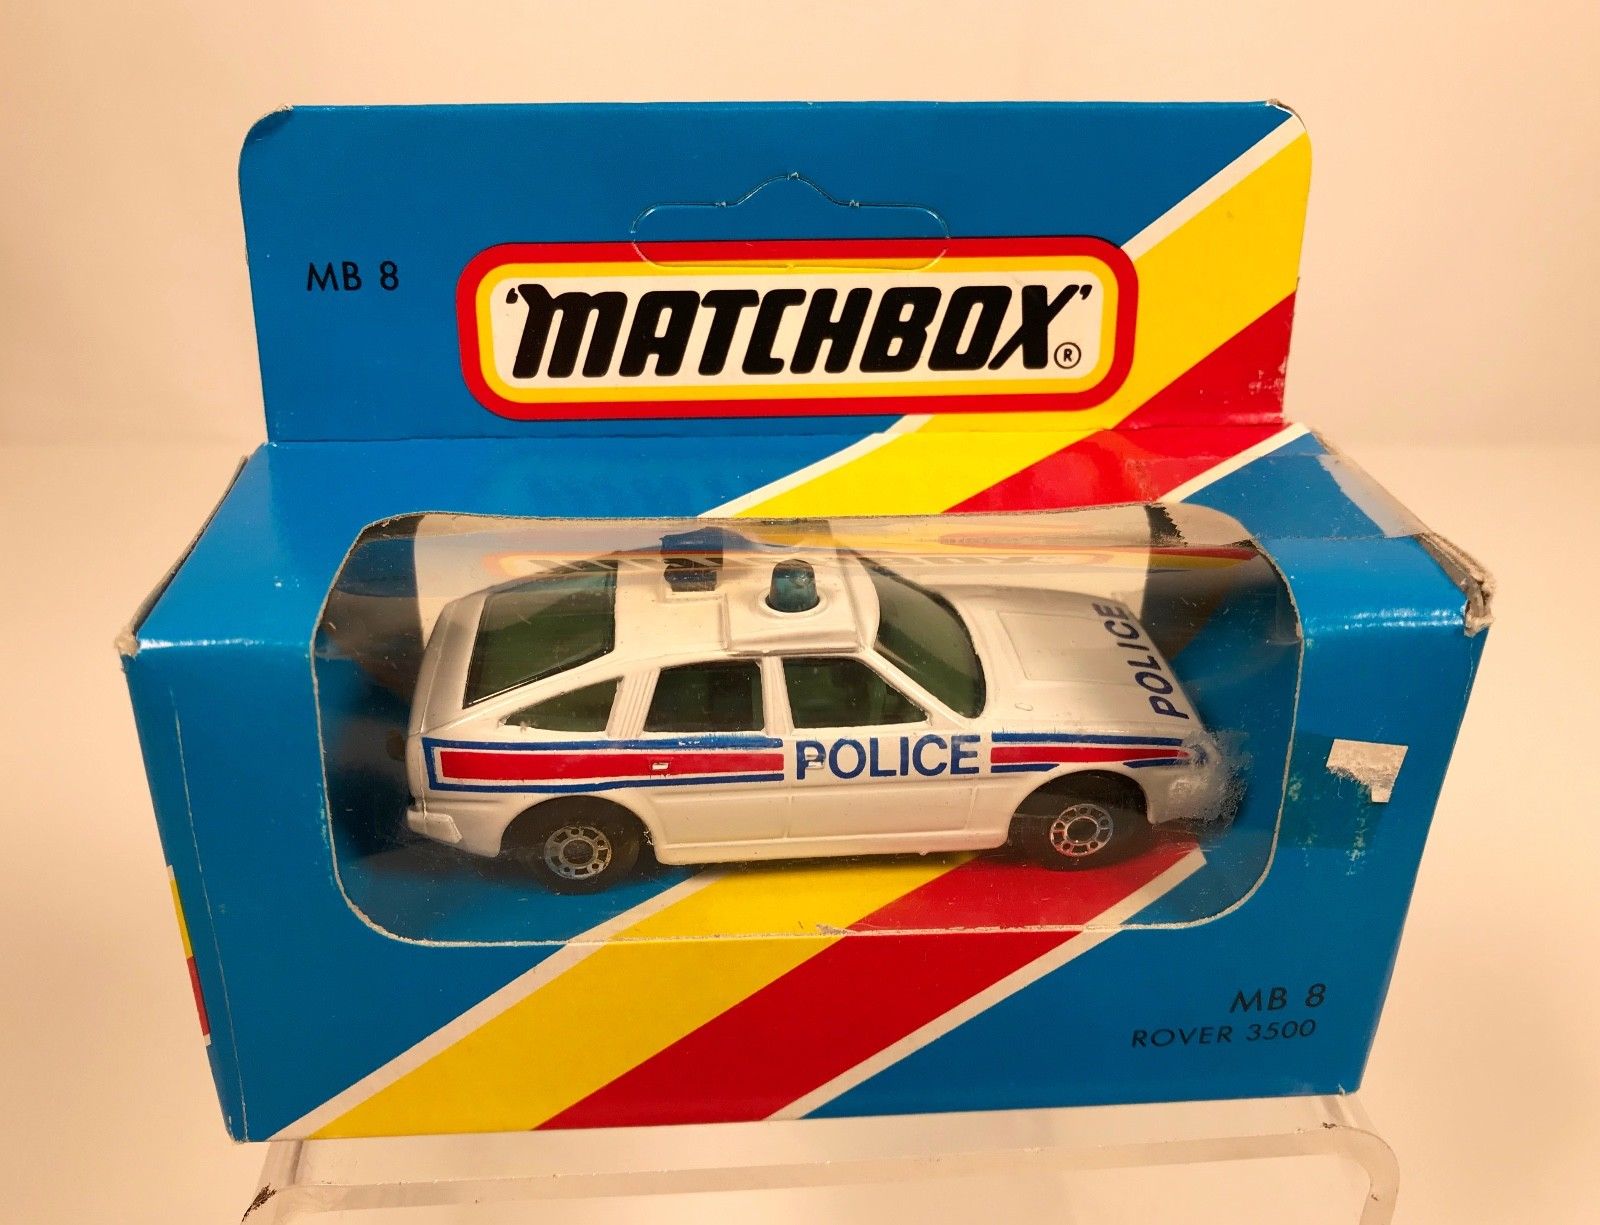 MB 8
'MATCHBOX'®
POLICE
POLICE
MB 8
ROVER 3500